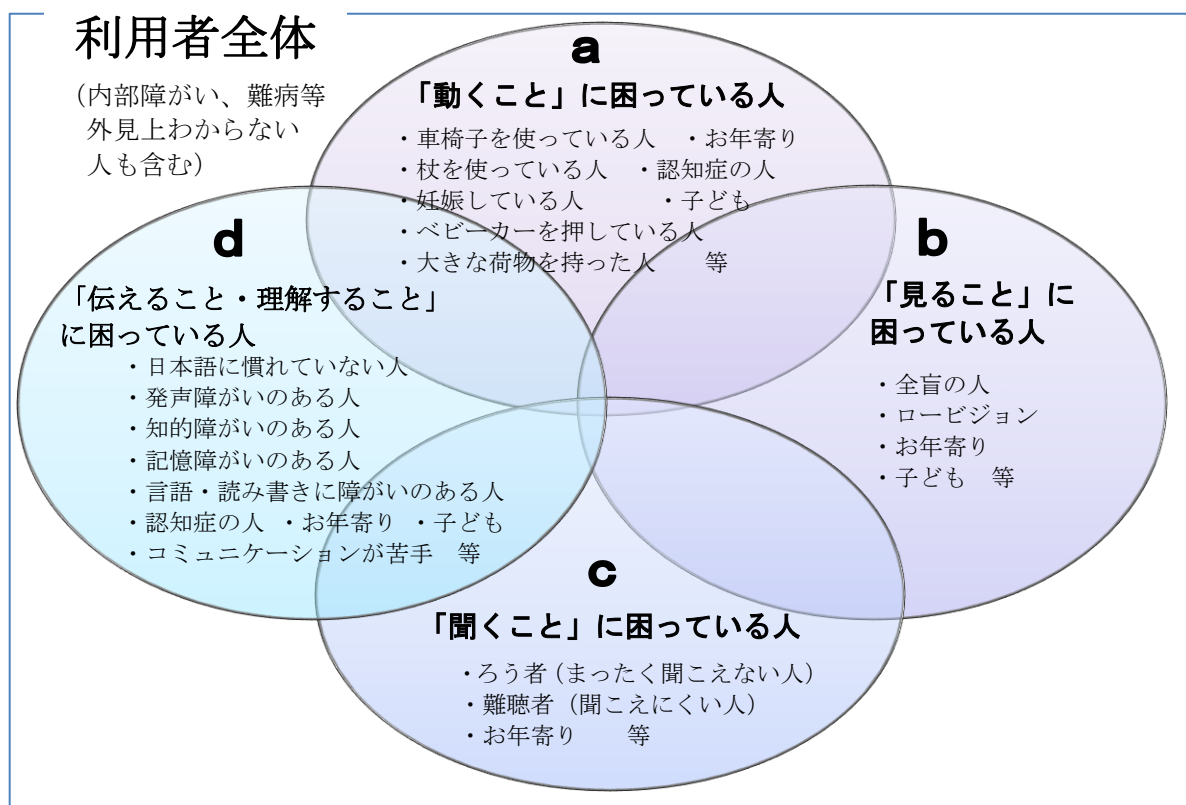 利用者全体
（内部障がい、難病等
外見上わからない
人も含む）
a
「動くこと」に困っている人
・車椅子を使っている人　・お年寄り
・杖を使っている人　・認知症の人
・妊娠している人　　・子ども
・ベビーカーを押している人
・大きな荷物を持った人　　等
b
「見ること」に
困っている人
・全盲の人
・ロービジョン
・お年寄り
・子ども　等
d
「伝えること・理解すること」
に困っている人
・日本語に慣れていない人
・発声障がいのある人
・知的障がいのある人
・記憶障がいのある人
・言語・読み書きに障がいのある人
・認知症の人　・お年寄り　・子ども
・コミュニケーションが苦手　等
c
「聞くこと」に困っている人
・ろう者（まったく聞こえない人）
・難聴者（聞こえにくい人）
・お年寄り　　等